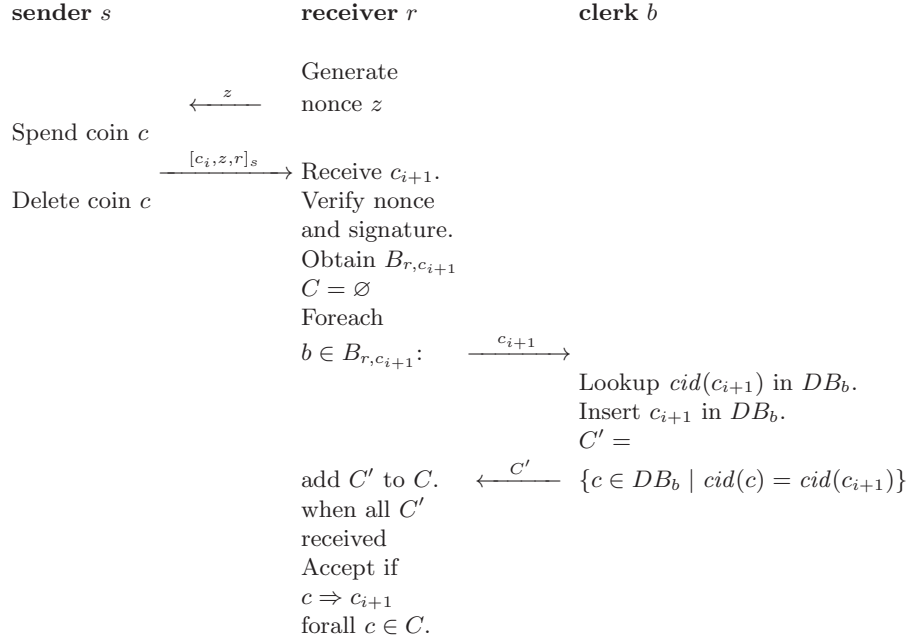 sender s receiver r clerk b
Generate
z nonce z
Spend coin c
[c_i,z,r]_s Receive c_{i+1}.
Delete coin c Verify nonce
and signature.
Obtain B_{r,c_{i+1}}
C = ∅
Foreach
b ∈ B_{r,c_{i+1}}: c_{i+1}
Lookup cid(c_{i+1}) in DB_b.
Insert c_{i+1} in DB_b.
C′ =
add C′ to C. C′ {c ∈ DB_b | cid(c) = cid(c_{i+1})}
when all C′
received
Accept if
c ⇒ c_{i+1}
forall c ∈ C.